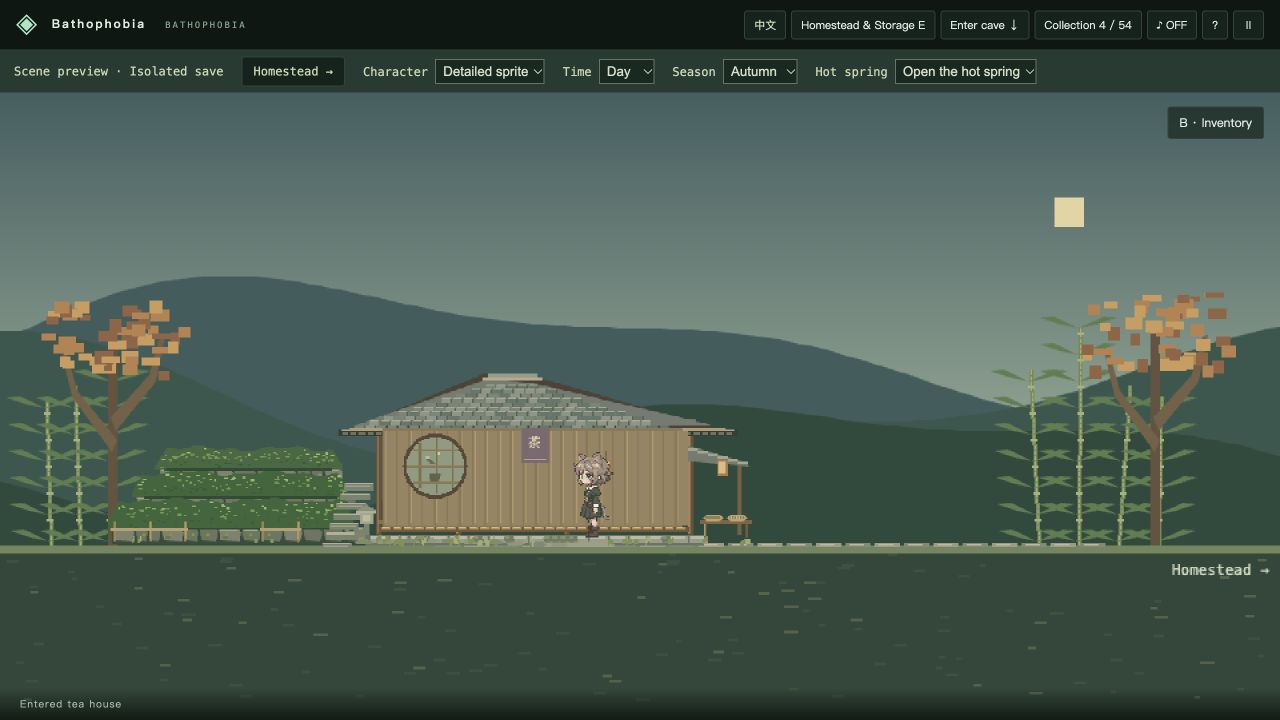 Bathophobia BATHOPHOBIA 中文 Homestead & Storage E Enter cave ↓ Collection 4 / 54 ♪ OFF ? II
Scene preview · Isolated save Homestead → Character Detailed sprite Time Day Season Autumn Hot spring Open the hot spring
B · Inventory
茶
Homestead →
Entered tea house